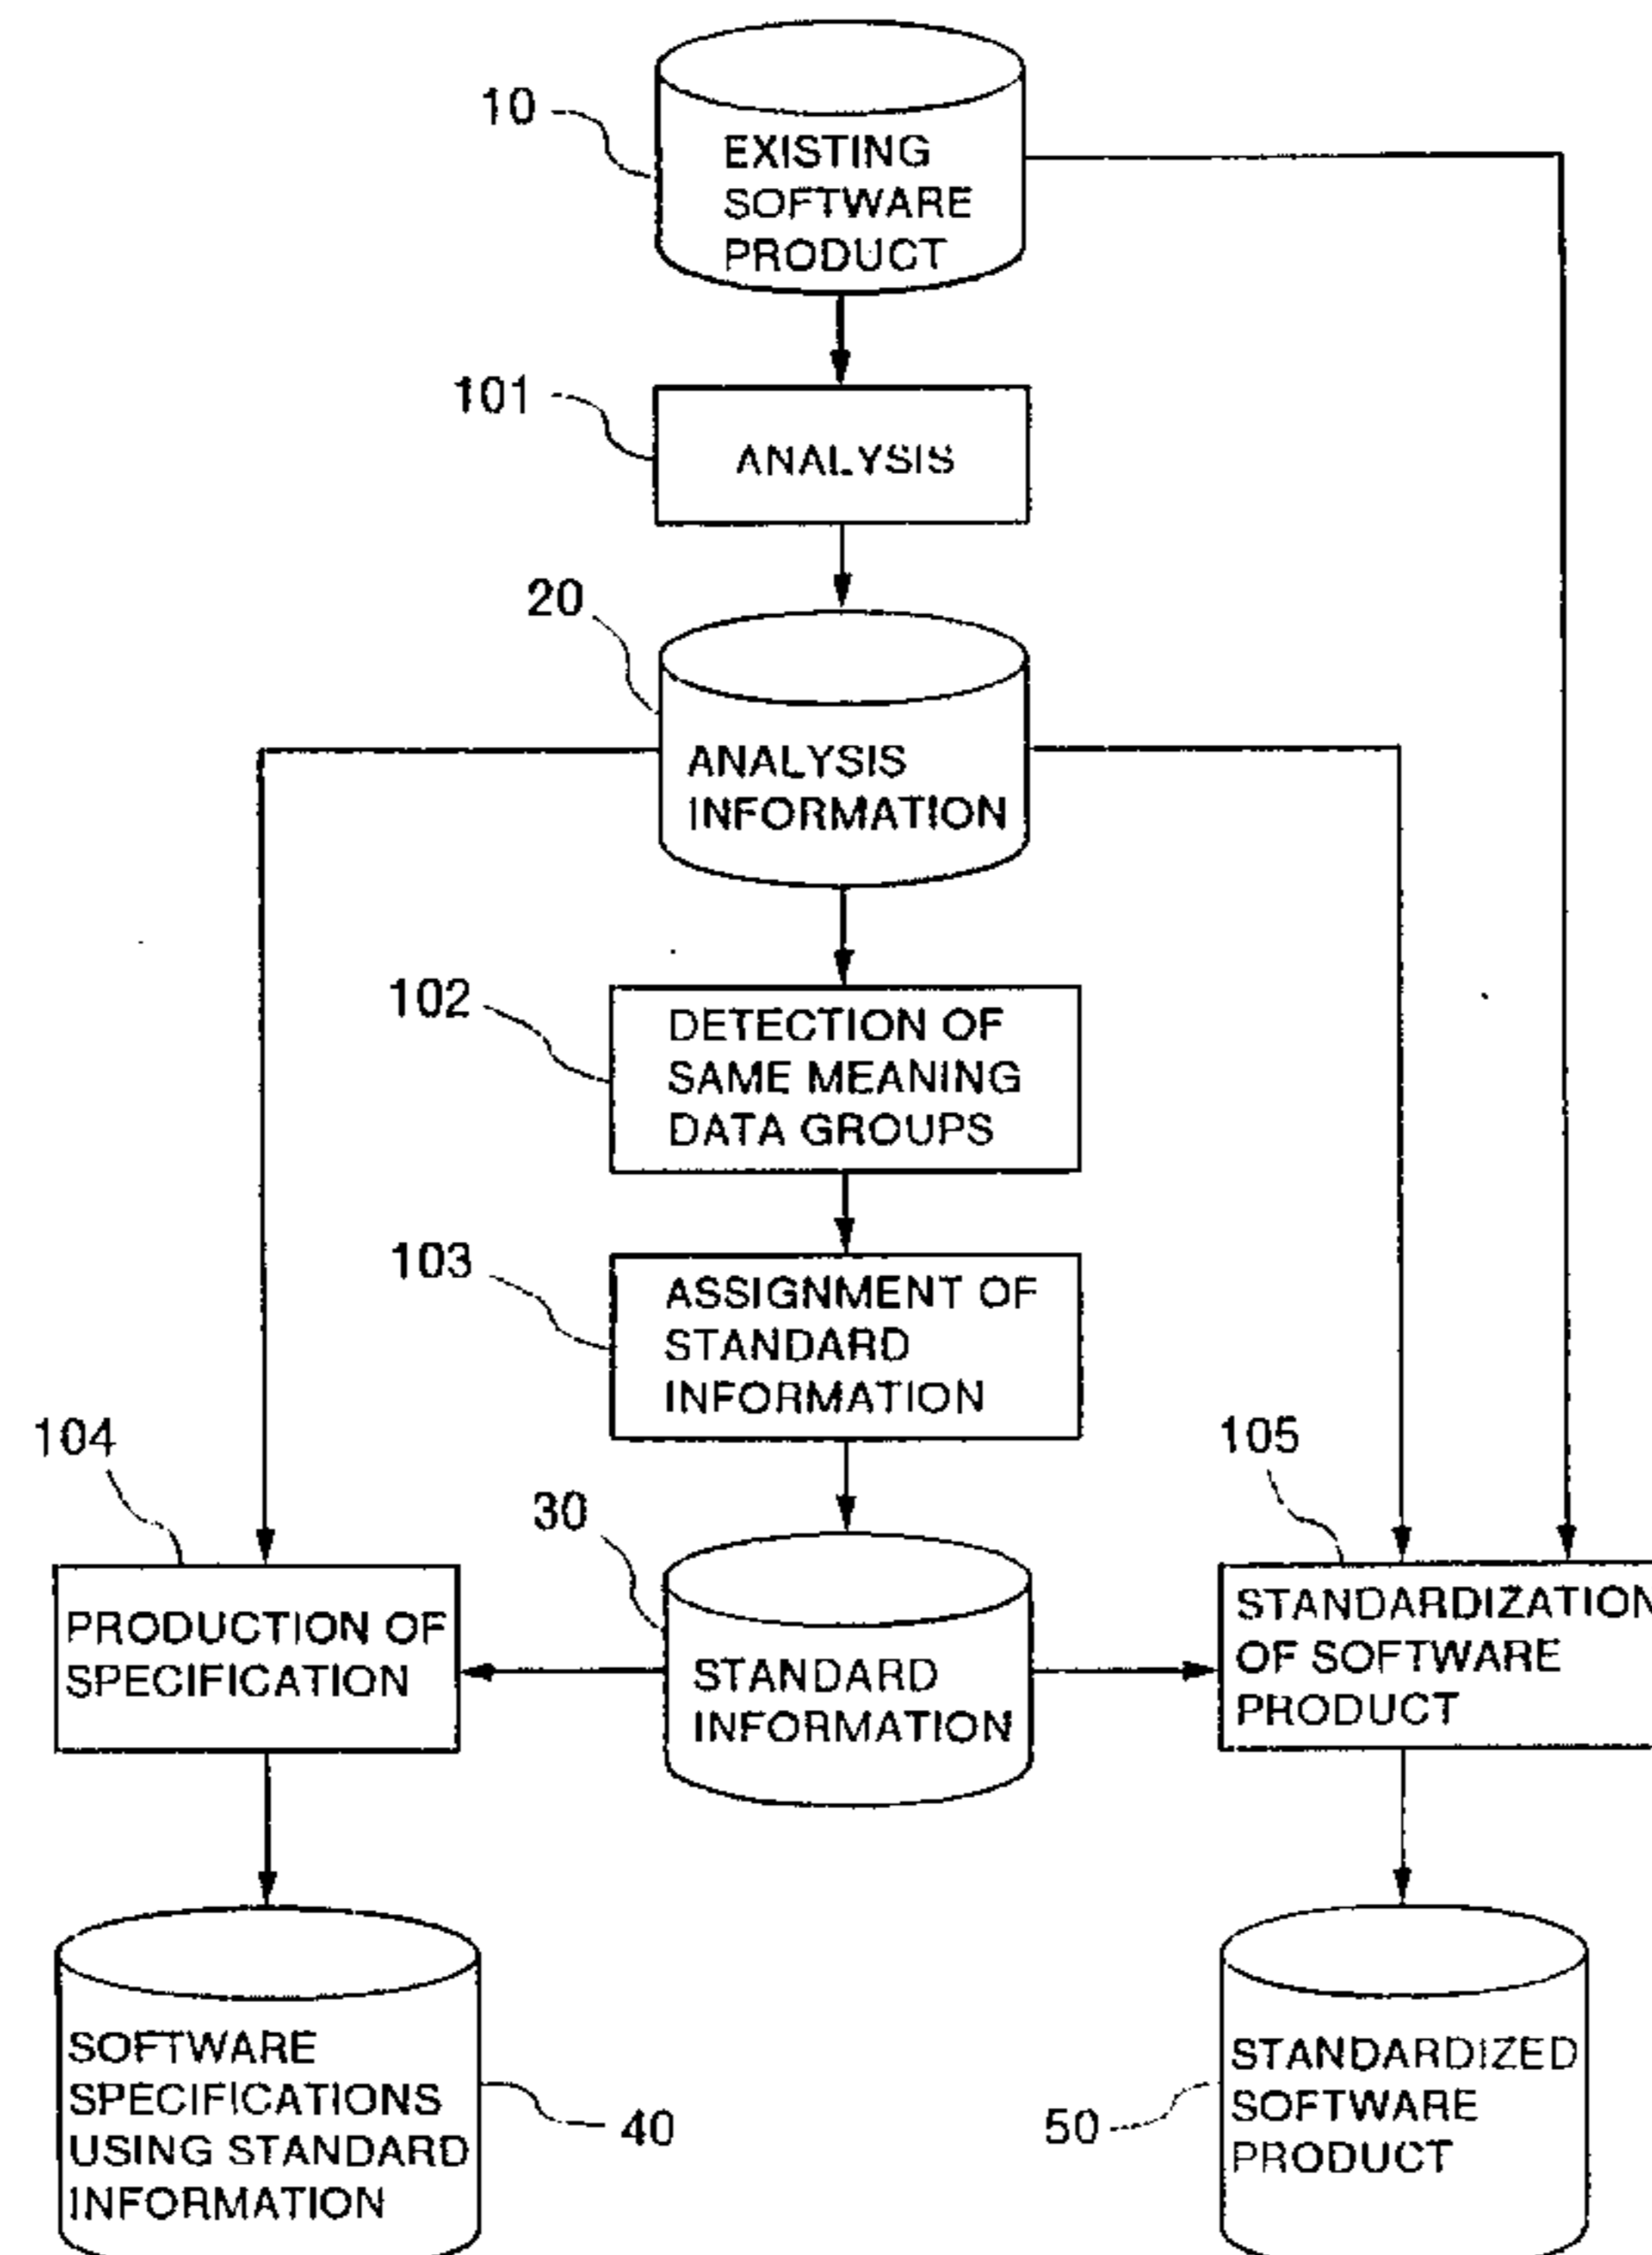 10
EXISTING
SOFTWARE
PRODUCT
101
ANALYSIS
20
ANALYSIS
INFORMATION
102
DETECTION OF
SAME MEANING
DATA GROUPS
103
ASSIGNMENT OF
STANDARD
INFORMATION
104
PRODUCTION OF
SPECIFICATION
30
STANDARD
INFORMATION
105
STANDARDIZATION
OF SOFTWARE
PRODUCT
SOFTWARE
SPECIFICATIONS
USING STANDARD
INFORMATION
40
50
STANDARDIZED
SOFTWARE
PRODUCT